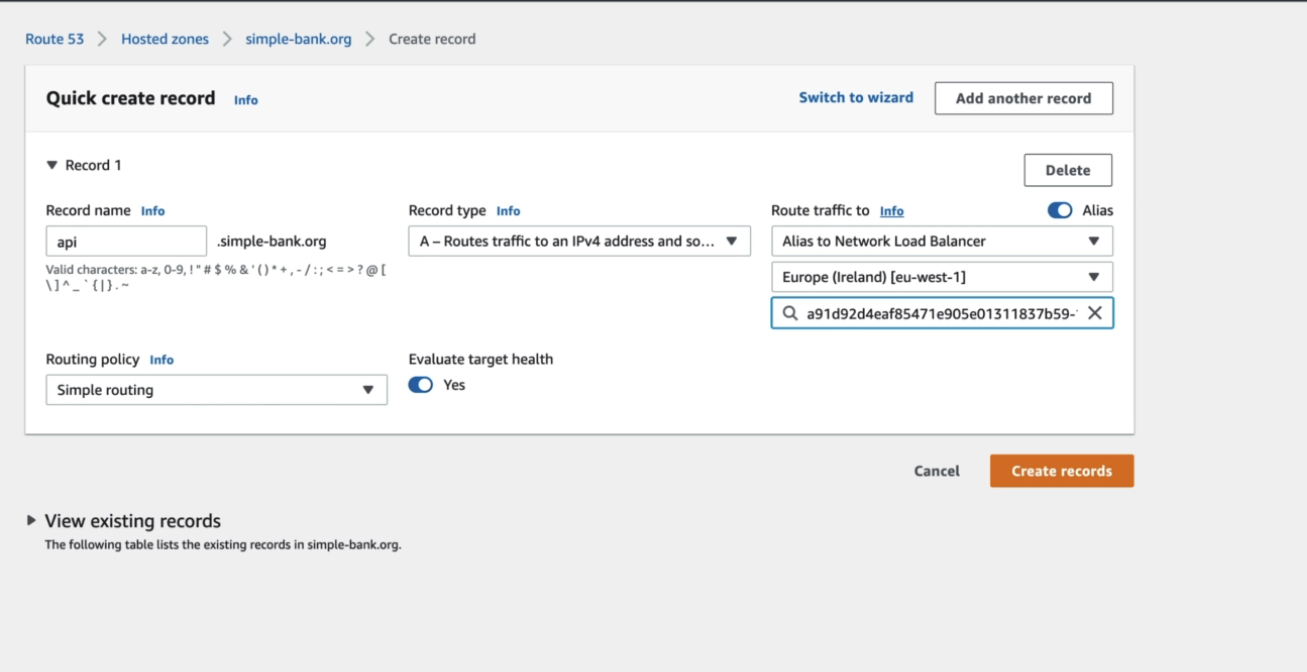 Route 53 > Hosted zones > simple-bank.org > Create record
Quick create record Info
Switch to wizard Add another record
Record 1
Delete
Record name Info
api .simple-bank.org
Valid characters: a-z, 0-9, ! " # $ % & ' ( ) * + , - / : ; < = > ? @ [
\ ] ^ _ ` { | } . ~
Record type Info
A – Routes traffic to an IPv4 address and so...
Route traffic to Info Alias
Alias to Network Load Balancer
Europe (Ireland) [eu-west-1]
a91d92d4eaf85471e905e01311837b59-
Routing policy Info
Simple routing
Evaluate target health
Yes
Cancel Create records
View existing records
The following table lists the existing records in simple-bank.org.